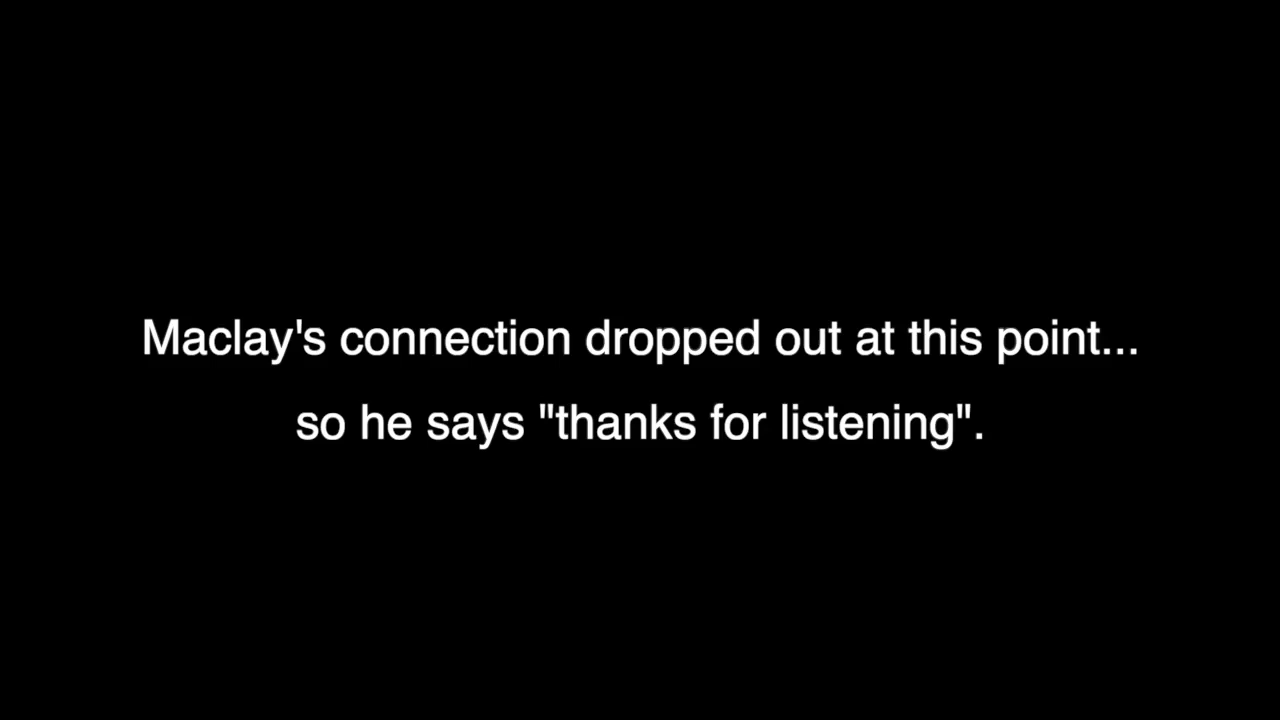 Maclay's connection dropped out at this point...
so he says "thanks for listening".